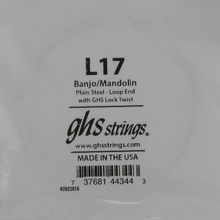 L17
Banjo/Mandolin
Plain Steel - Loop End
with GHS Lock Twist
ghs strings
www.ghsstrings.com
MADE IN THE USA
7 37681 44344 3
02022016